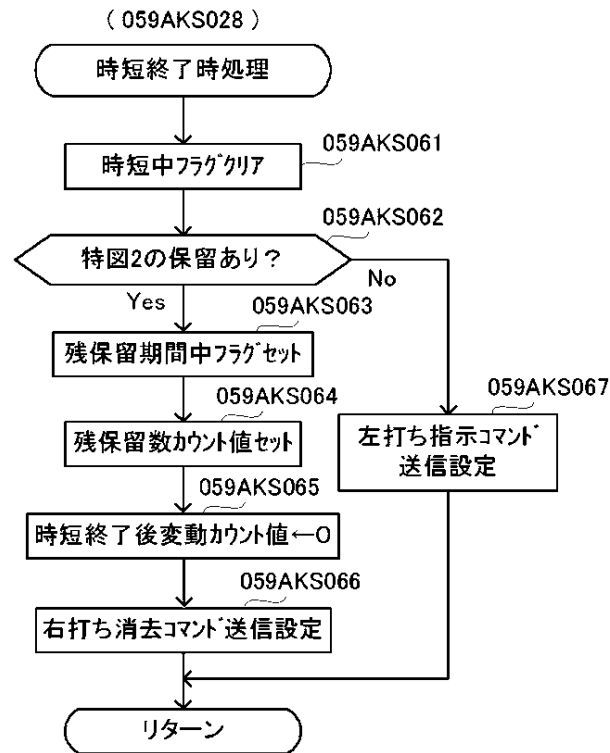 (059AKS028)
時短終了時処理
059AKS061
時短中フラグクリア
059AKS062
特図2の保留あり？
Yes
No
059AKS063
残保留期間中フラグセット
059AKS064
残保留数カウント値セット
059AKS067
左打ち指示コマンド
送信設定
059AKS065
時短終了後変動カウント値←0
059AKS066
右打ち消去コマンド送信設定
リターン